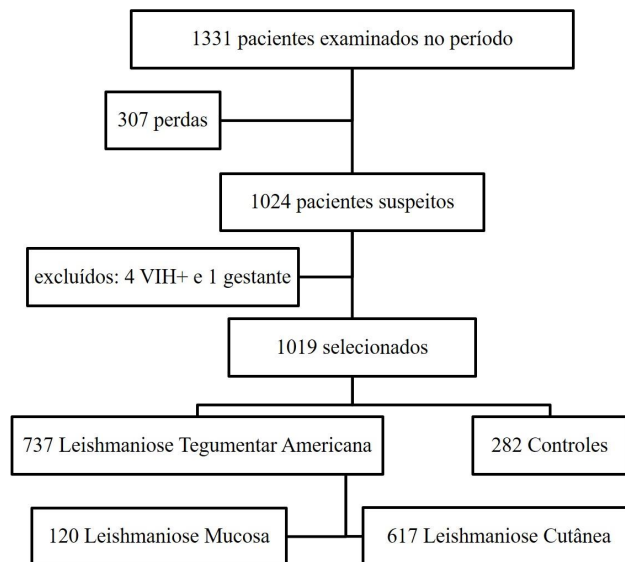 1331 pacientes examinados no período
307 perdas
1024 pacientes suspeitos
excluídos: 4 VIH+ e 1 gestante
1019 selecionados
737 Leishmaniose Tegumentar Americana
282 Controles
120 Leishmaniose Mucosa
617 Leishmaniose Cutânea